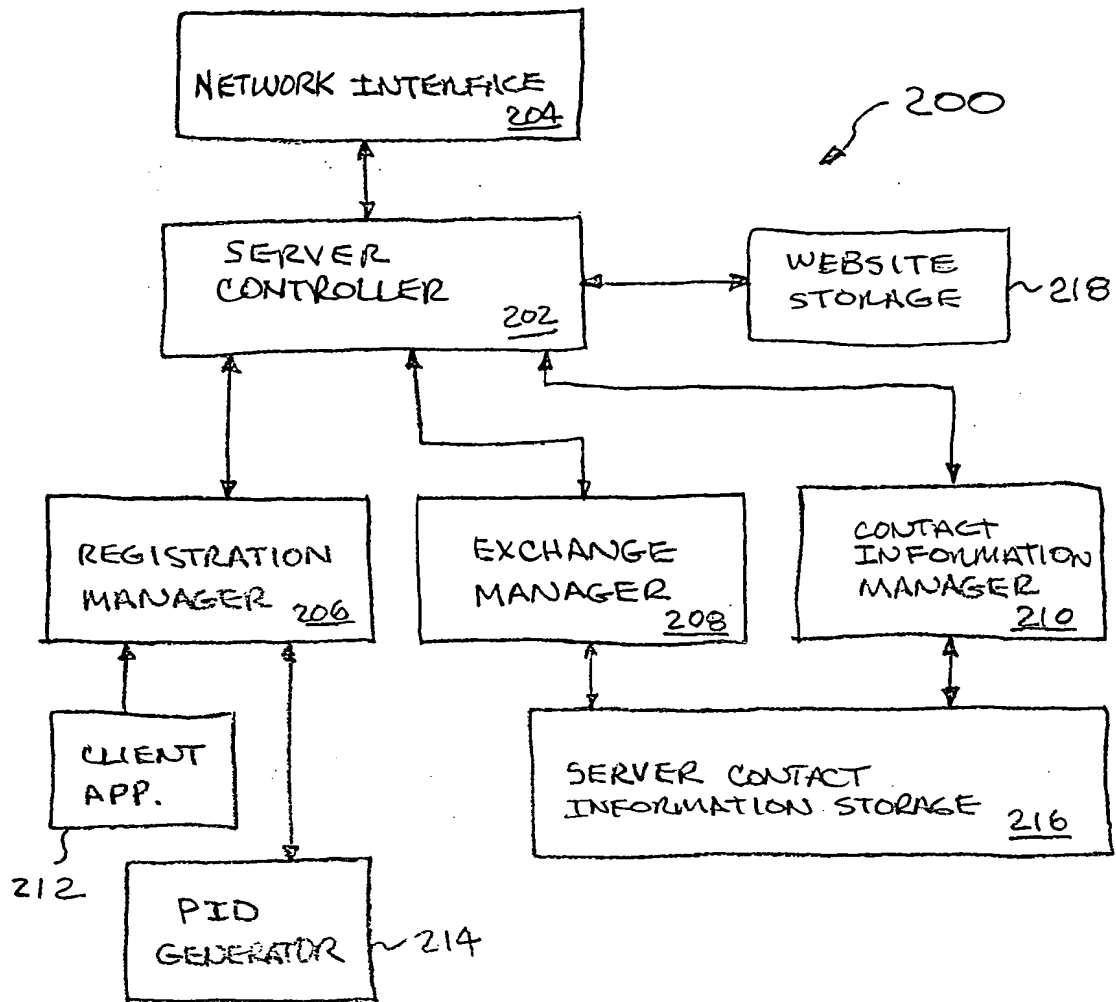 NETWORK INTERFACE
204
200
SERVER
CONTROLLER
202
WEBSITE
STORAGE
218
REGISTRATION
MANAGER
206
EXCHANGE
MANAGER
208
CONTACT
INFORMATION
MANAGER
210
CLIENT
APP.
212
SERVER CONTACT
INFORMATION STORAGE
216
PID
GENERATOR
214